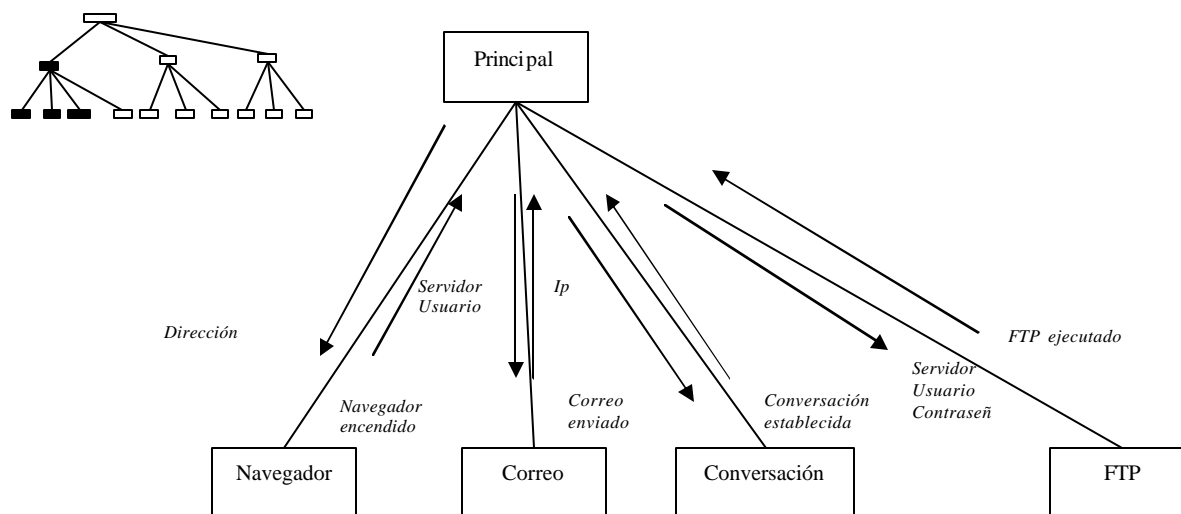 Principal
Servidor
Usuario
Ip
Dirección
FTP ejecutado
Servidor
Usuario
Contraseñ
Navegador
encendido
Correo
enviado
Conversación
establecida
Navegador
Correo
Conversación
FTP